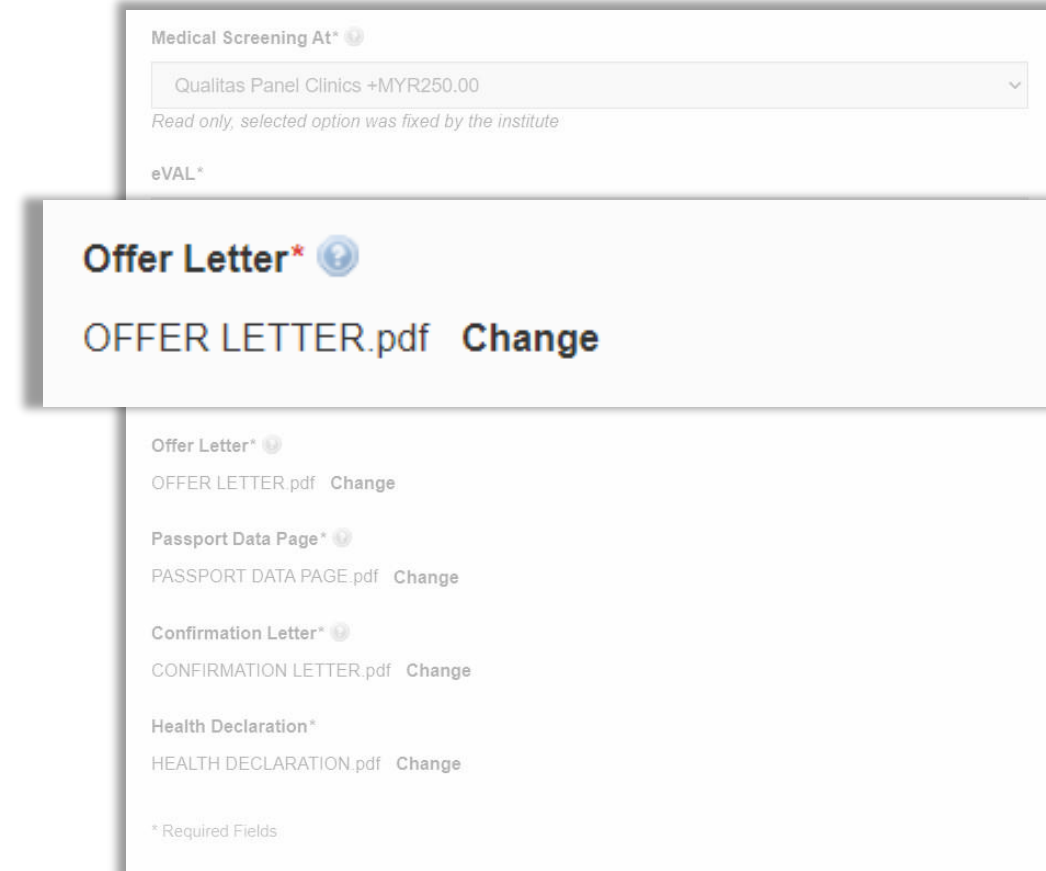 Medical Screening At*
Qualitas Panel Clinics +MYR250.00
Read only, selected option was fixed by the institute
eVAL*
Offer Letter*
OFFER LETTER.pdf Change
Offer Letter*
OFFER LETTER.pdf Change
Passport Data Page*
PASSPORT DATA PAGE.pdf Change
Confirmation Letter*
CONFIRMATION LETTER.pdf Change
Health Declaration*
HEALTH DECLARATION.pdf Change
* Required Fields